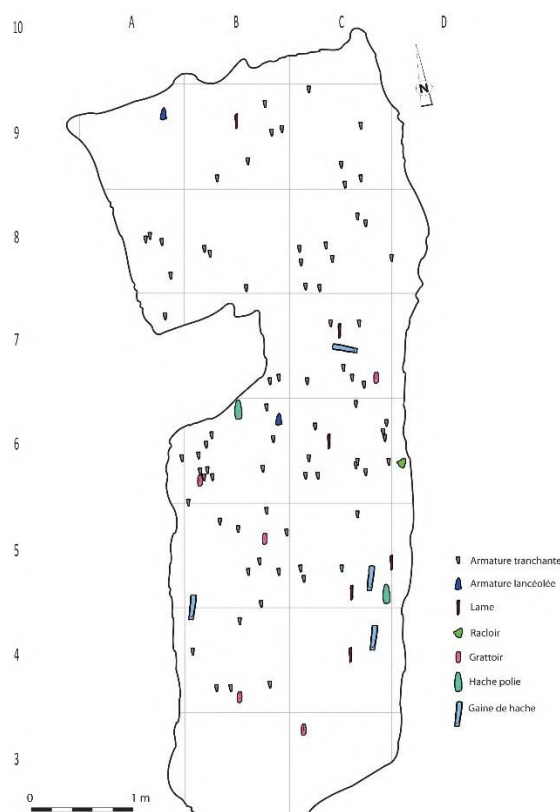 A B C D
10
9
8
7
6
5
4
3
N
Armature tranchante
Armature lancéolée
Lame
Racloir
Grattoir
Hache polie
Gaine de hache
0 1 m